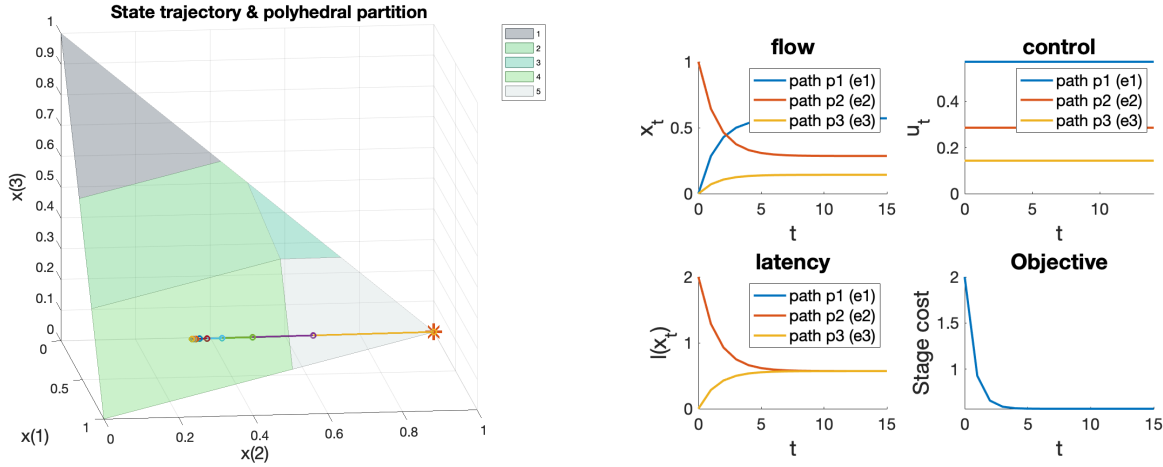 State trajectory & polyhedral partition
1
0.9
0.8
0.7
0.6
0.5
0.4
0.3
0.2
0.1
0
x(3)
0
0.5
1
x(1)
0
0.2
0.4
0.6
0.8
1
x(2)
1
2
3
4
5
flow
1
0.5
0
x_t
path p1 (e1)
path p2 (e2)
path p3 (e3)
0
5
10
15
t
control
0.4
0.2
0
u_t
path p1 (e1)
path p2 (e2)
path p3 (e3)
0
5
10
t
latency
2
1
0
l(x_t)
path p1 (e1)
path p2 (e2)
path p3 (e3)
0
5
10
15
t
Objective
2
1.5
1
Stage cost
0
5
10
15
t